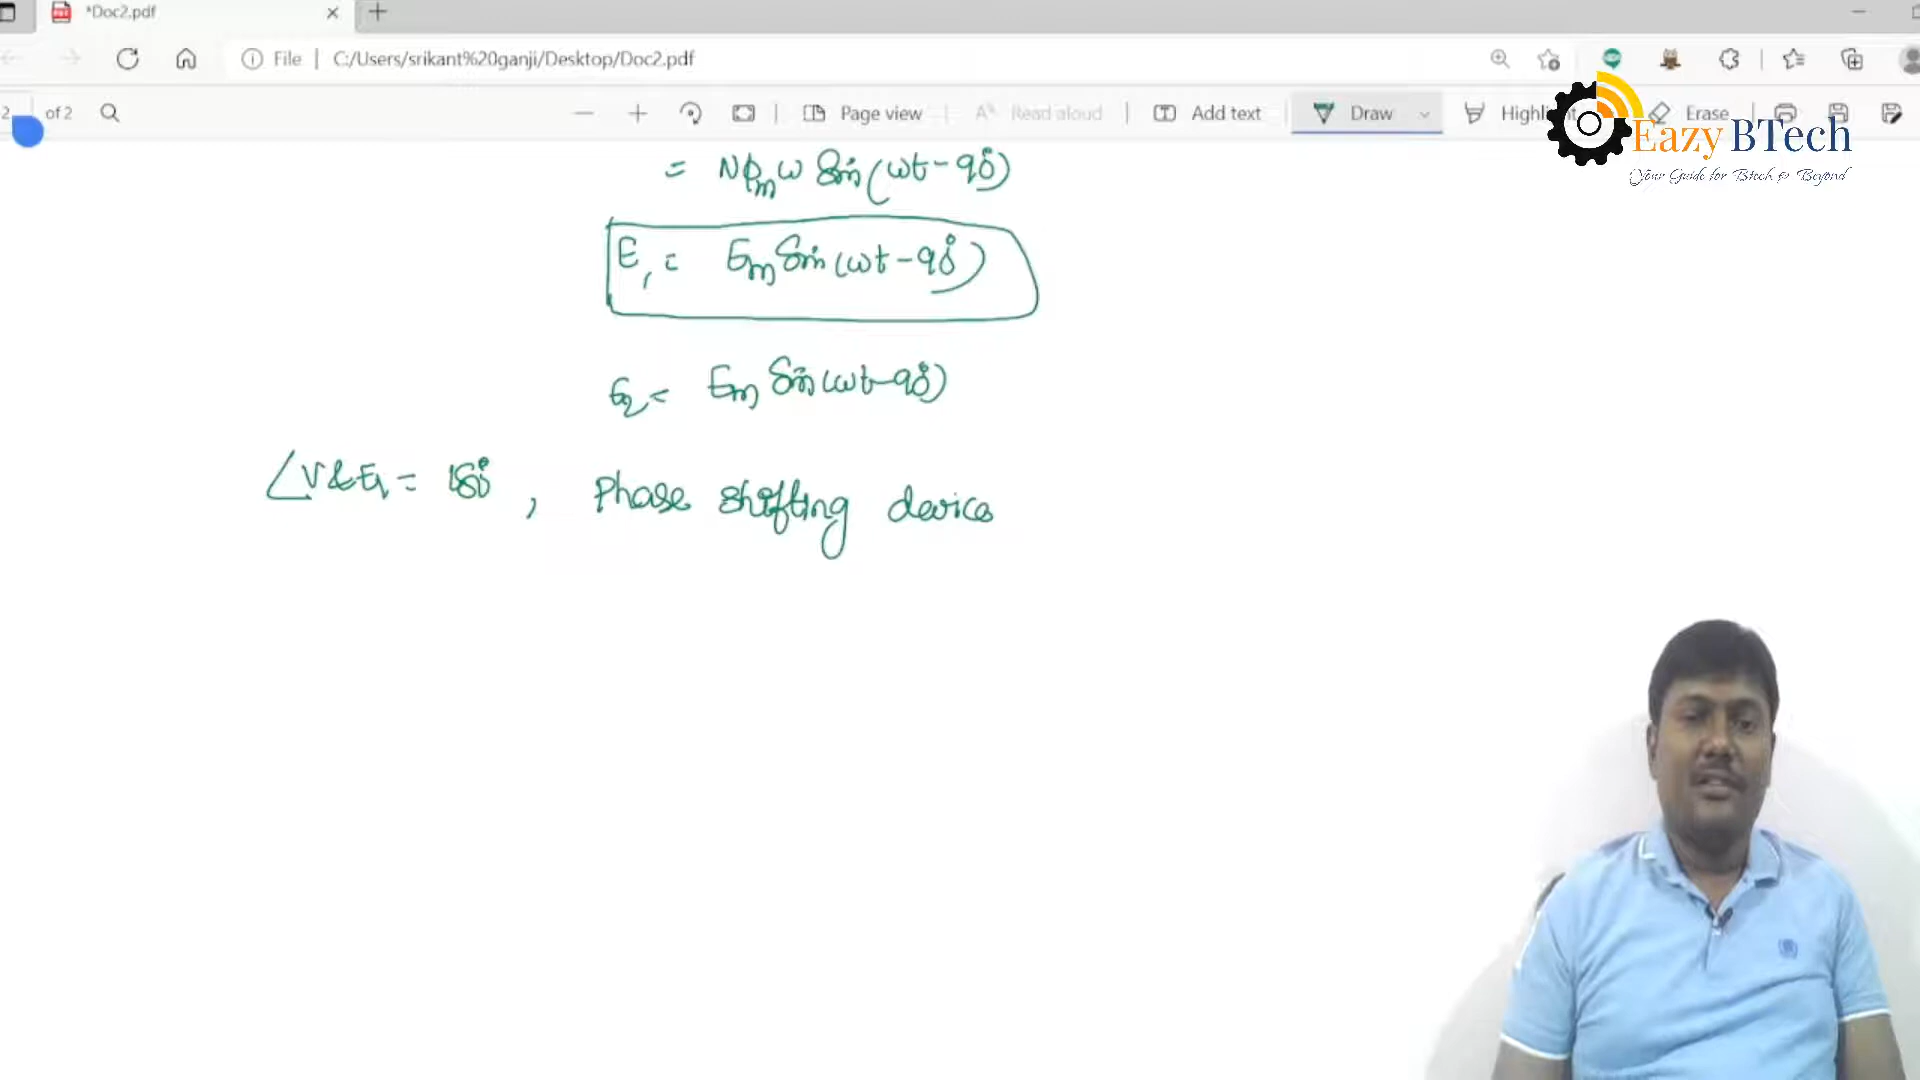 *Doc2.pdf
File | C:/Users/srikant%20ganji/Desktop/Doc2.pdf
2 of 2 Page view Read aloud Add text Draw Highligh Erase
Eazy BTech
Your Guide for Btech & Beyond
= Nϕm ω Sin(ωt-90°)
E1 = Em Sin(ωt-90°)
E2 = Em Sin(ωt-90°)
∠V&E1 = 180°, Phase shifting device